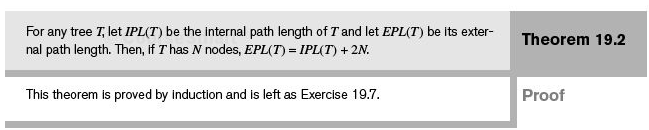 For any tree T, let IPL(T) be the internal path length of T and let EPL(T) be its exter-
nal path length. Then, if T has N nodes, EPL(T) = IPL(T) + 2N.
Theorem 19.2
This theorem is proved by induction and is left as Exercise 19.7.
Proof